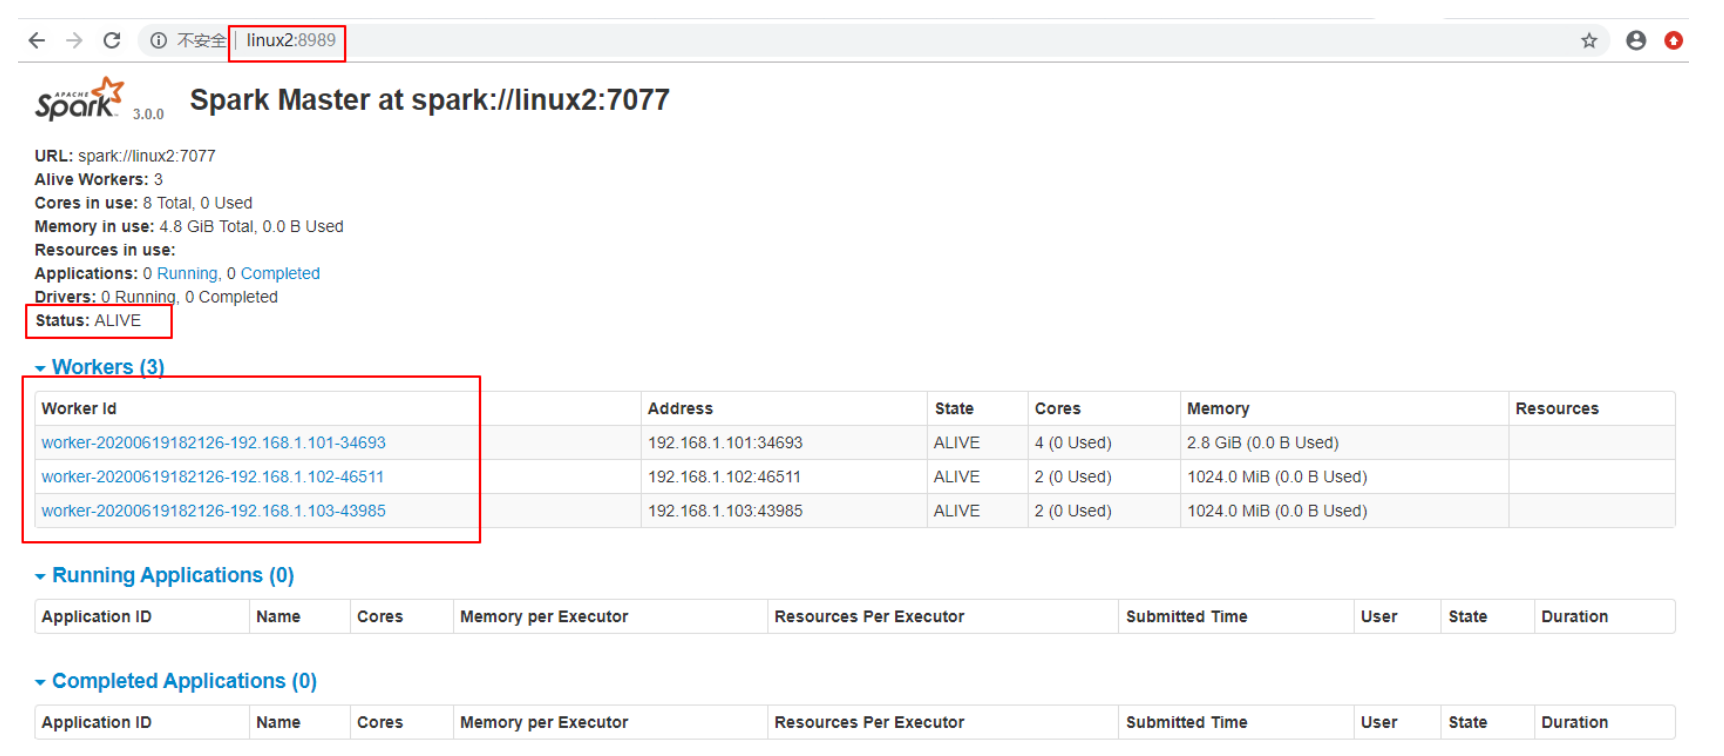 不安全 | linux2:8989
APACHE Spark 3.0.0 Spark Master at spark://linux2:7077
URL: spark://linux2:7077
Alive Workers: 3
Cores in use: 8 Total, 0 Used
Memory in use: 4.8 GiB Total, 0.0 B Used
Resources in use:
Applications: 0 Running, 0 Completed
Drivers: 0 Running, 0 Completed
Status: ALIVE
Workers (3)
Worker Id Address State Cores Memory Resources
worker-20200619182126-192.168.1.101-34693 192.168.1.101:34693 ALIVE 4 (0 Used) 2.8 GiB (0.0 B Used)
worker-20200619182126-192.168.1.102-46511 192.168.1.102:46511 ALIVE 2 (0 Used) 1024.0 MiB (0.0 B Used)
worker-20200619182126-192.168.1.103-43985 192.168.1.103:43985 ALIVE 2 (0 Used) 1024.0 MiB (0.0 B Used)
Running Applications (0)
Application ID Name Cores Memory per Executor Resources Per Executor Submitted Time User State Duration
Completed Applications (0)
Application ID Name Cores Memory per Executor Resources Per Executor Submitted Time User State Duration